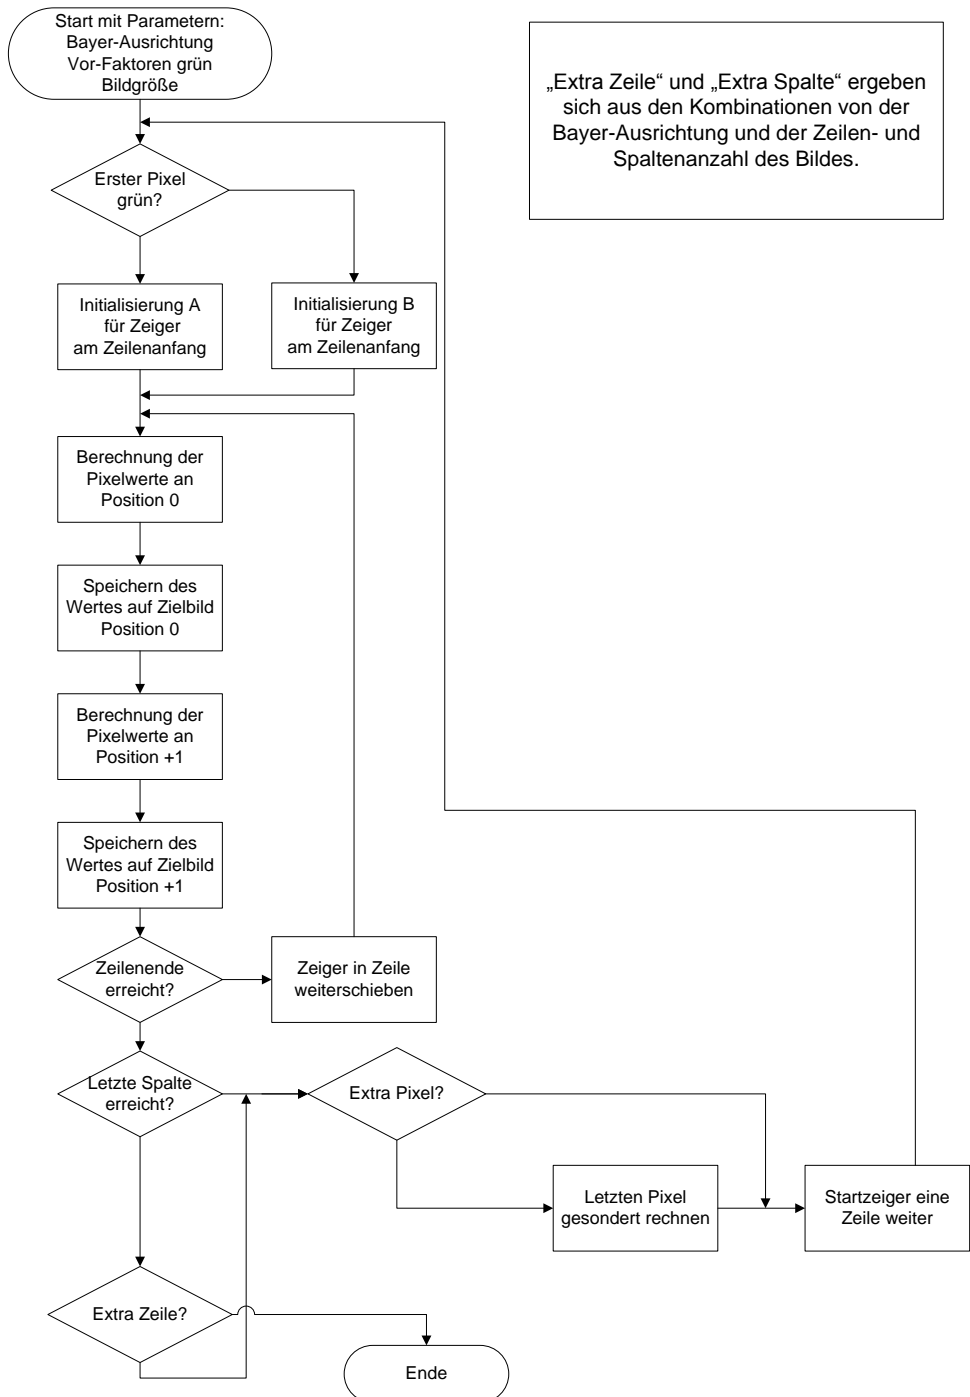 Start mit Parametern:
Bayer-Ausrichtung
Vor-Faktoren grün
Bildgröße
„Extra Zeile“ und „Extra Spalte“ ergeben
sich aus den Kombinationen von der
Bayer-Ausrichtung und der Zeilen- und
Spaltenanzahl des Bildes.
Erster Pixel
grün?
Initialisierung A
für Zeiger
am Zeilenanfang
Initialisierung B
für Zeiger
am Zeilenanfang
Berechnung der
Pixelwerte an
Position 0
Speichern des
Wertes auf Zielbild
Position 0
Berechnung der
Pixelwerte an
Position +1
Speichern des
Wertes auf Zielbild
Position +1
Zeilenende
erreicht?
Zeiger in Zeile
weiterschieben
Letzte Spalte
erreicht?
Extra Pixel?
Letzten Pixel
gesondert rechnen
Startzeiger eine
Zeile weiter
Extra Zeile?
Ende